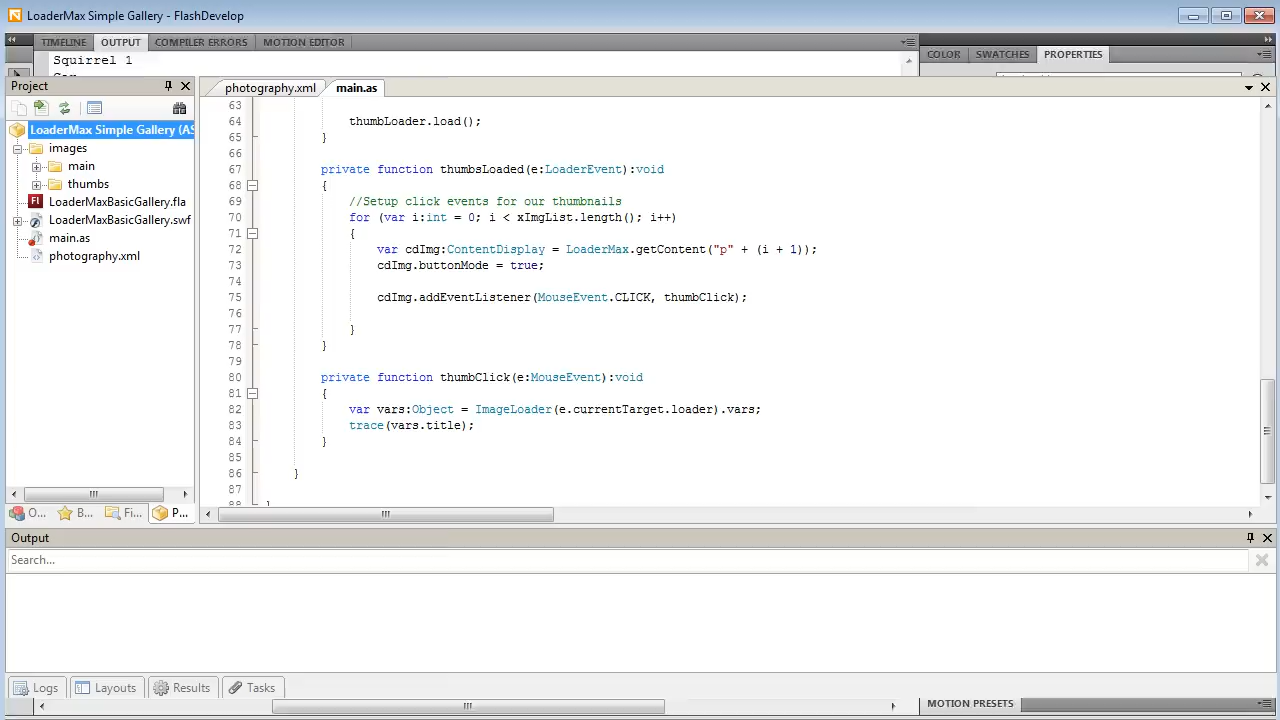 LoaderMax Simple Gallery - FlashDevelop
TIMELINE OUTPUT COMPILER ERRORS MOTION EDITOR
COLOR SWATCHES PROPERTIES
Squirrel 1
Project
photography.xml main.as
LoaderMax Simple Gallery (AS
images
main
thumbs
LoaderMaxBasicGallery.fla
LoaderMaxBasicGallery.swf
main.as
photography.xml
O... B... Fi... P...
63
64 thumbLoader.load();
65 }
66
67 private function thumbsLoaded(e:LoaderEvent):void
68 {
69 //Setup click events for our thumbnails
70 for (var i:int = 0; i < xImgList.length(); i++)
71 {
72 var cdImg:ContentDisplay = LoaderMax.getContent("p" + (i + 1));
73 cdImg.buttonMode = true;
74
75 cdImg.addEventListener(MouseEvent.CLICK, thumbClick);
76
77 }
78 }
79
80 private function thumbClick(e:MouseEvent):void
81 {
82 var vars:Object = ImageLoader(e.currentTarget.loader).vars;
83 trace(vars.title);
84 }
85
86 }
87
88
Output
Search...
Logs Layouts Results Tasks
MOTION PRESETS